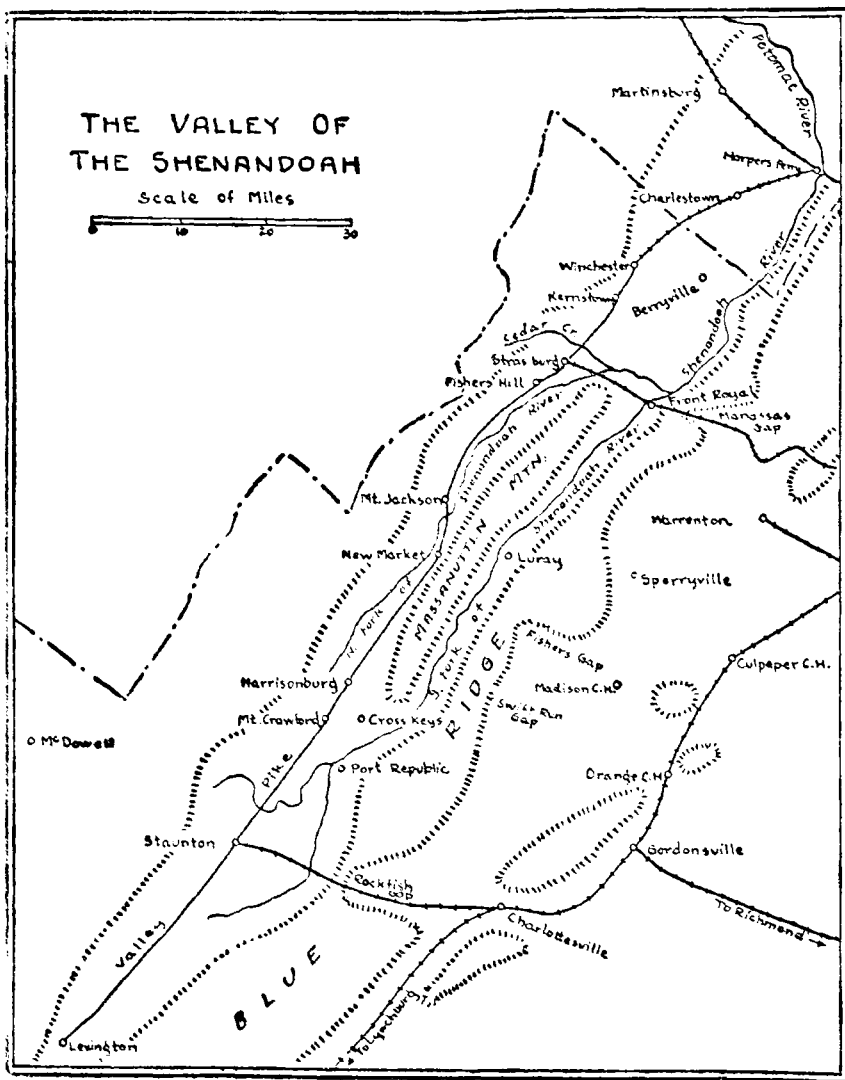 THE VALLEY OF
THE SHENANDOAH
Scale of Miles
0 10 20 30
Potomac River
Martinsburg
Harpers Ferry
Charlestown
Winchester
Shenandoah River
Berryville
Kernstown
Cedar Cr.
Strasburg
Fishers Hill
Front Royal
Manassas Gap
N. Fork of Shenandoah River
MASSANUTTIN MTN.
S. Fork of Shenandoah River
Mt. Jackson
Warrenton
New Market
Luray
Sperryville
Fishers Gap
Culpaper C.H.
Harrisonburg
Madison C.H.
Swift Run Gap
Mt. Crawford
Cross Keys
McDowell
Port Republic
Orange C.H.
Staunton
Gordonsville
Rockfish Gap
To Richmond
Charlottesville
Valley Pike
BLUE RIDGE
To Lynchburg
Lexington